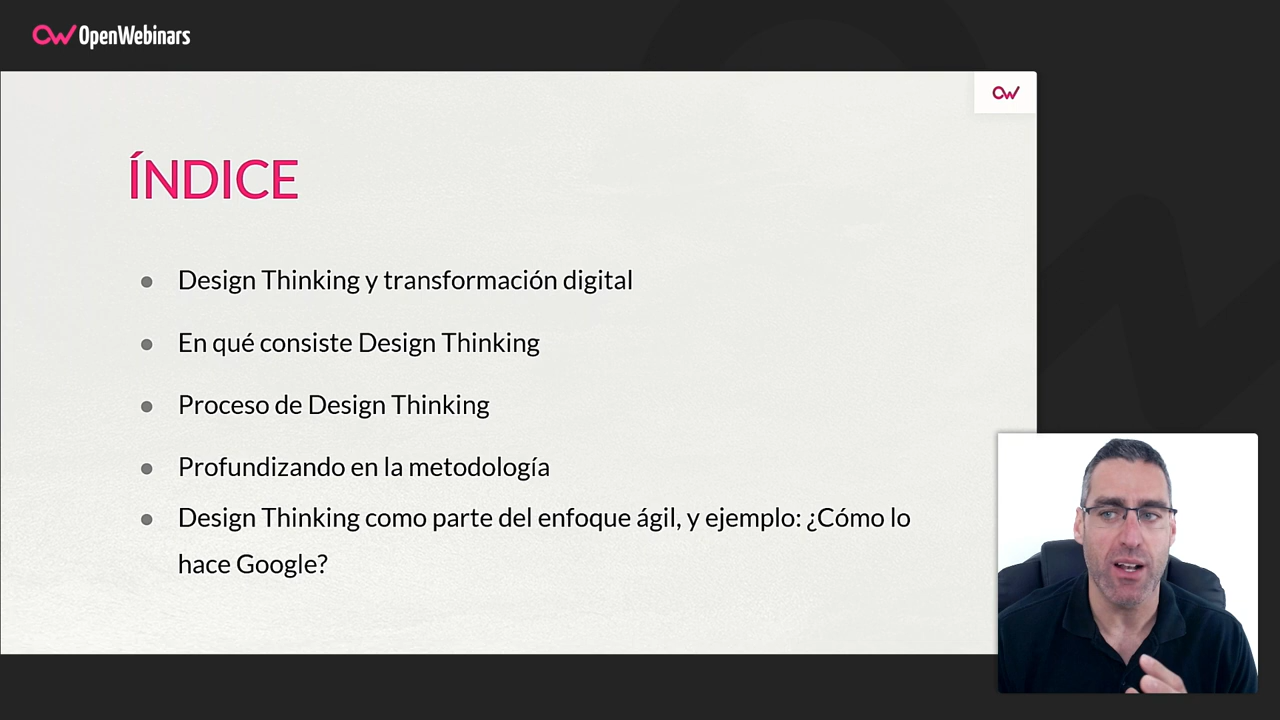 OpenWebinars
ÍNDICE
Design Thinking y transformación digital
En qué consiste Design Thinking
Proceso de Design Thinking
Profundizando en la metodología
Design Thinking como parte del enfoque ágil, y ejemplo: ¿Cómo lo
hace Google?